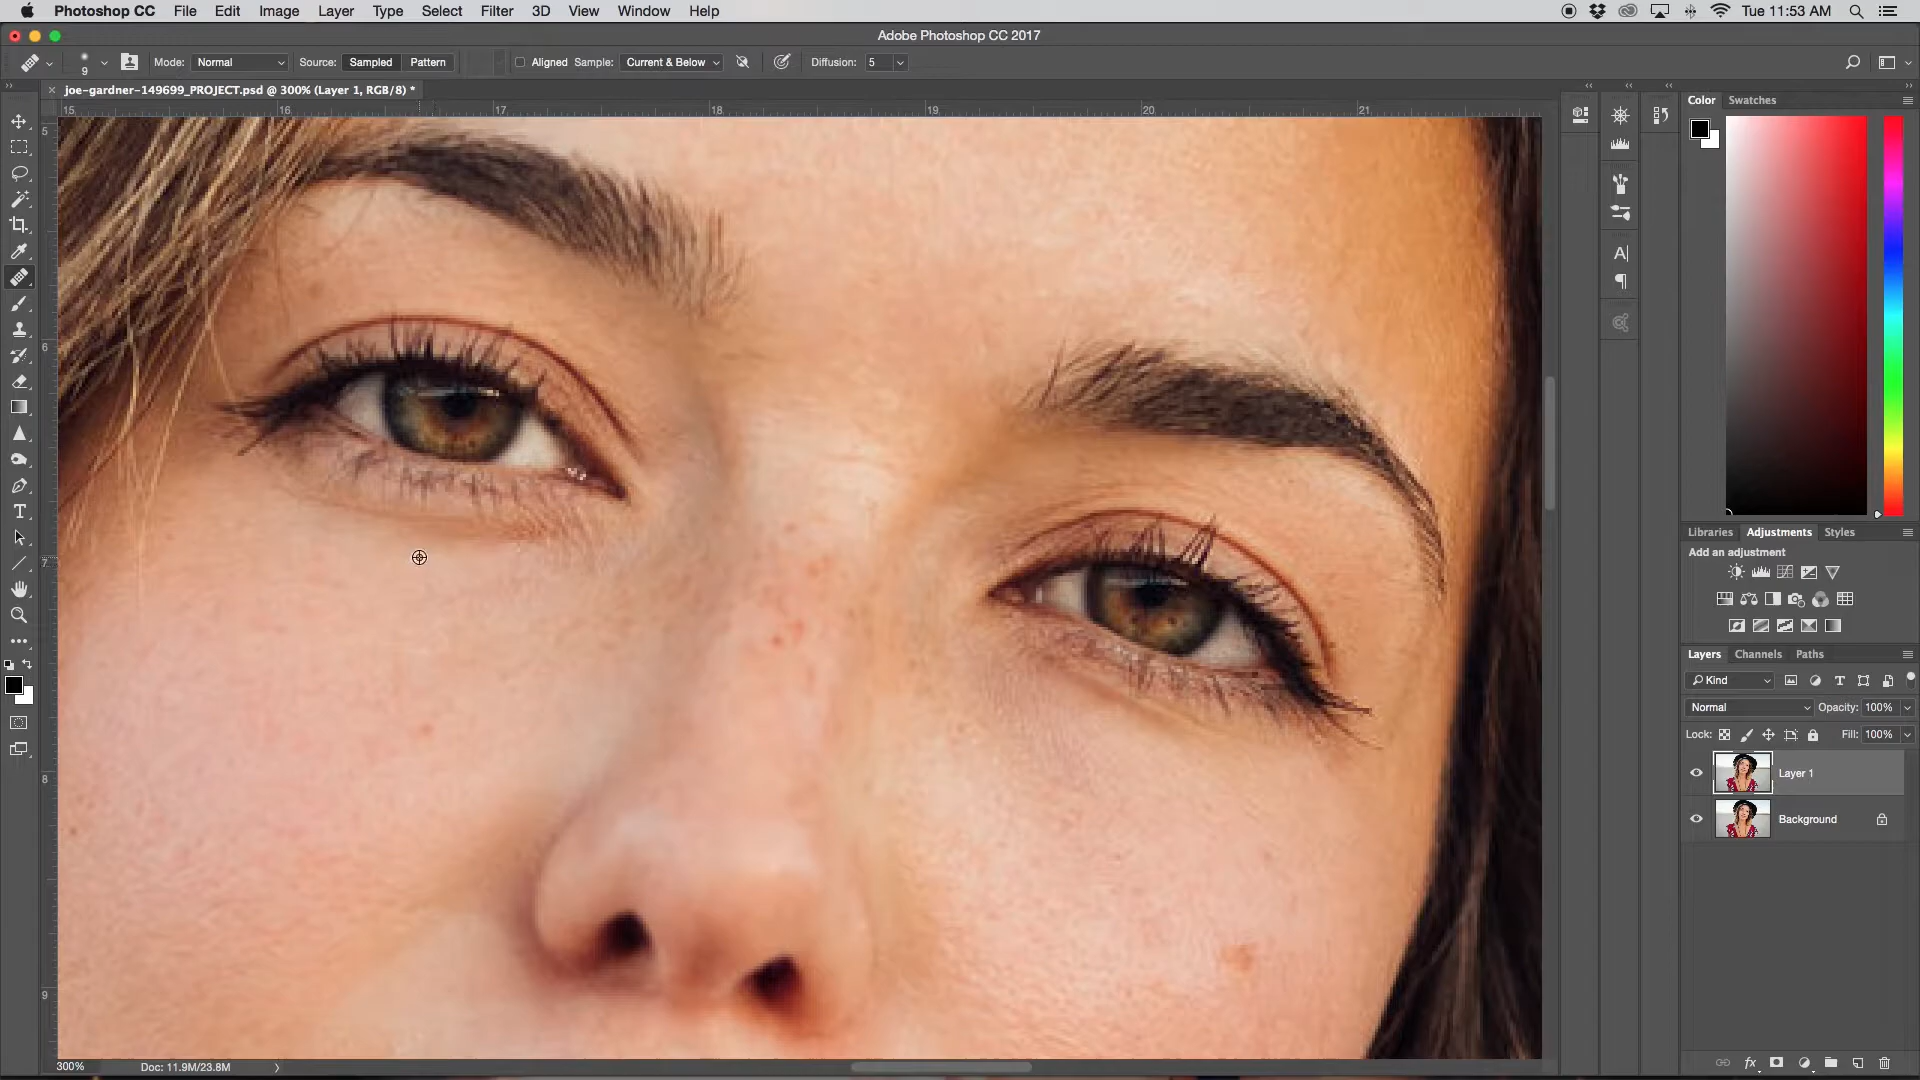 Photoshop CC File Edit Image Layer Type Select Filter 3D View Window Help Tue 11:53 AM
Adobe Photoshop CC 2017
9 Mode: Normal Source: Sampled Pattern Aligned Sample: Current & Below Diffusion: 5
joe-gardner-149699_PROJECT.psd @ 300% (Layer 1, RGB/8) *
15 16 17 18 19 20 21
5
6
7
8
9
Color Swatches
Libraries Adjustments Styles
Add an adjustment
Layers Channels Paths
Kind
Normal Opacity: 100%
Lock: Fill: 100%
Layer 1
Background
fx
300% Doc: 11.9M/23.8M